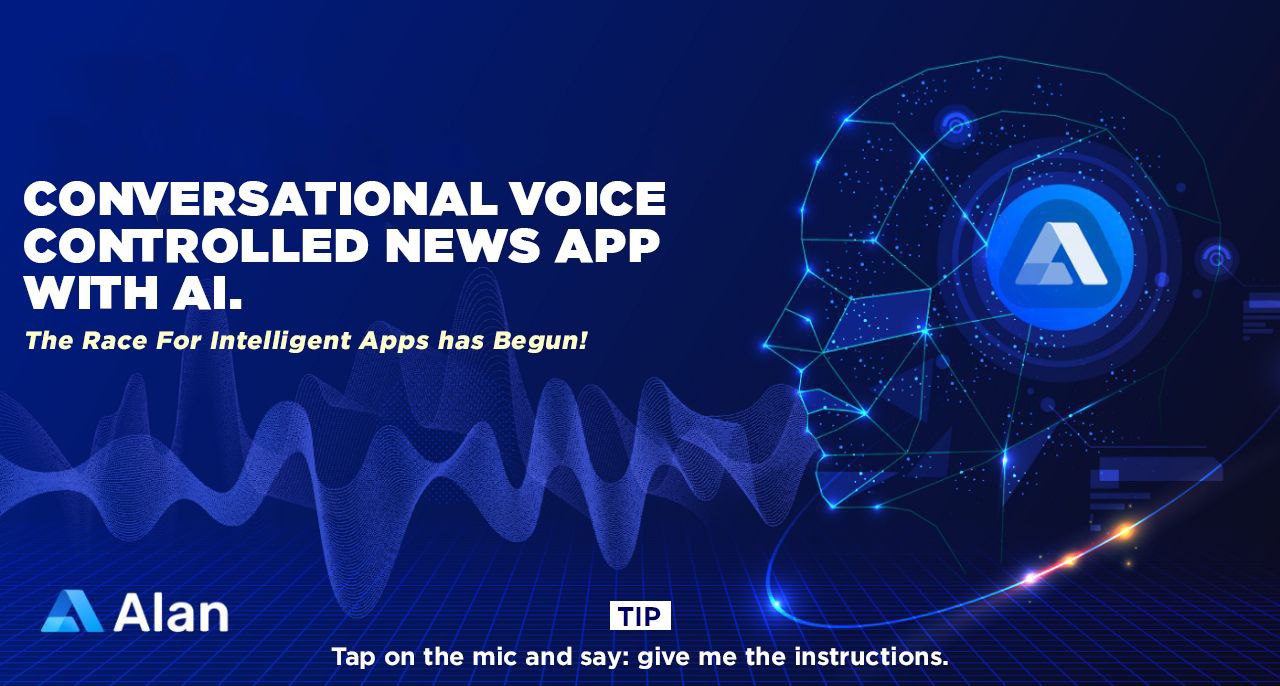 CONVERSATIONAL VOICE
CONTROLLED NEWS APP
WITH AI.
The Race For Intelligent Apps has Begun!
Alan
TIP
Tap on the mic and say: give me the instructions.